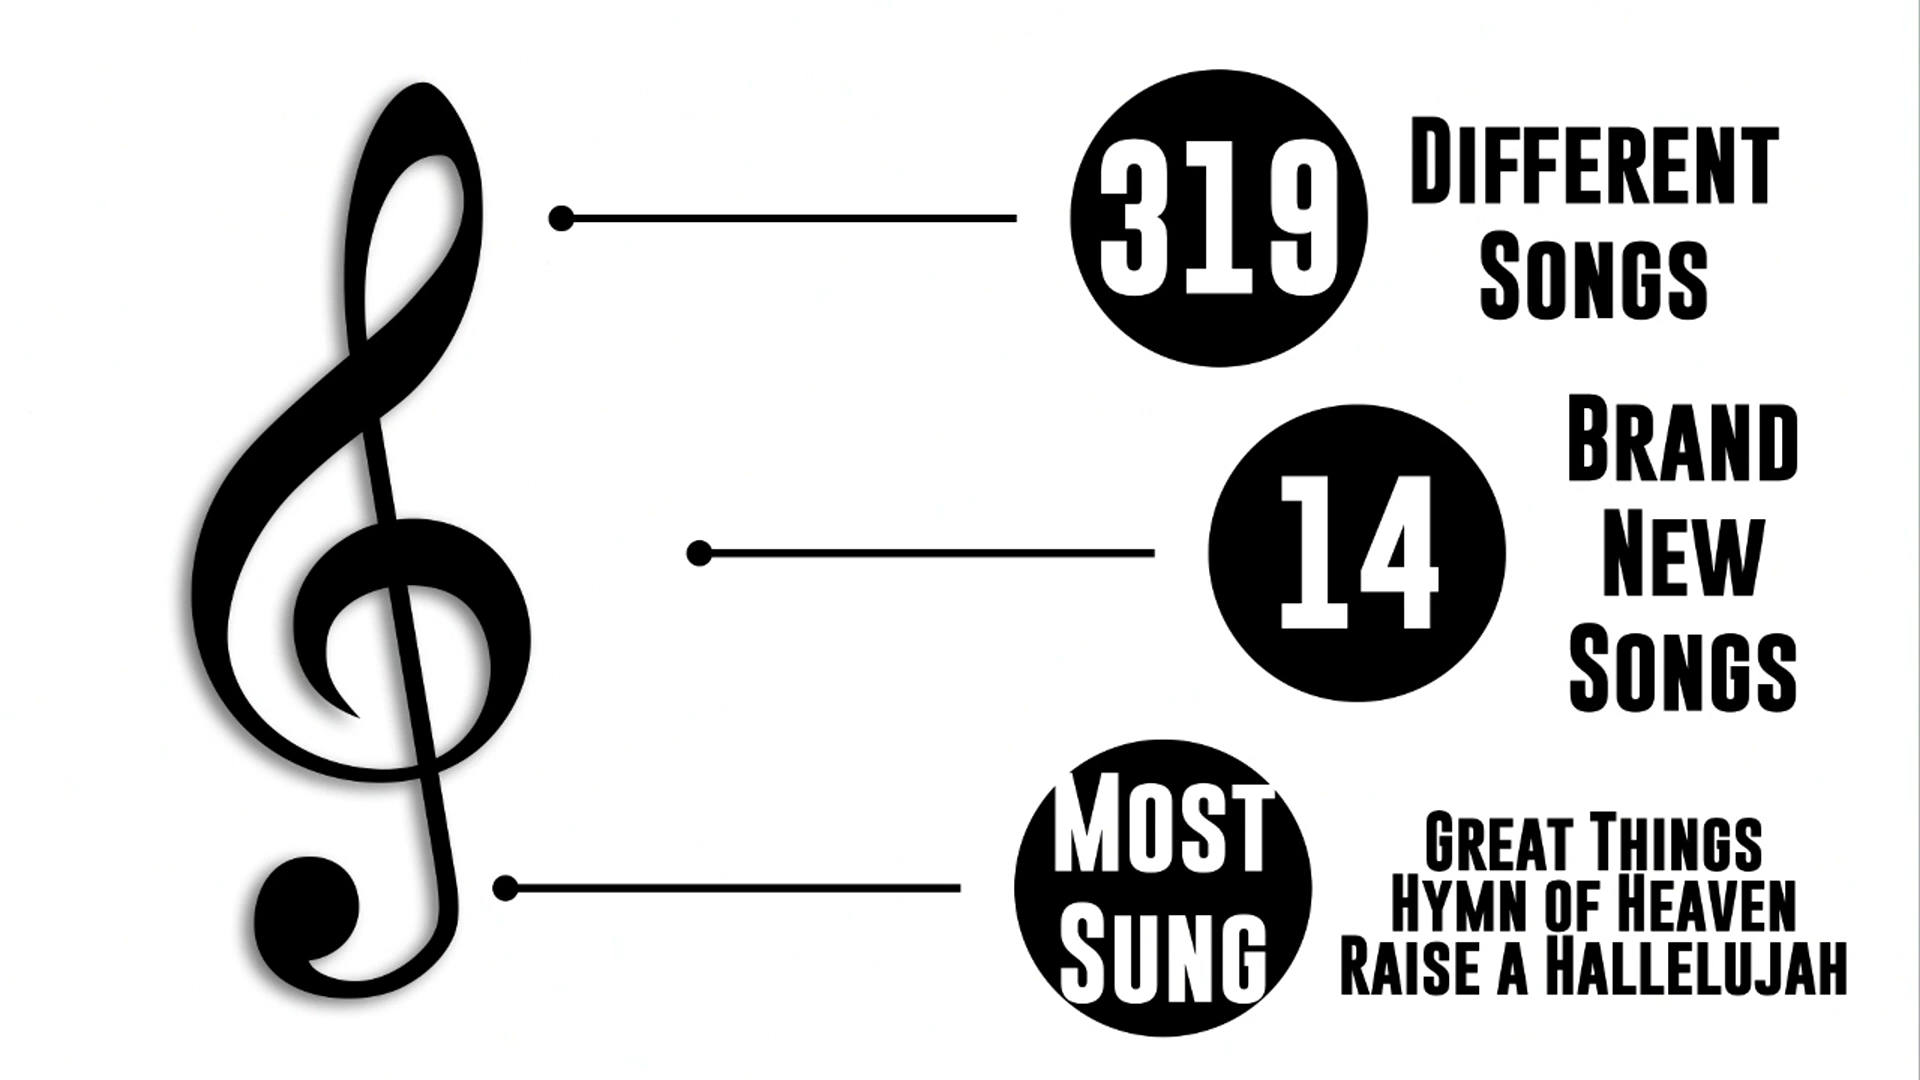 319
Different
Songs
14
Brand
New
Songs
Most
Sung
Great Things
Hymn of Heaven
Raise a Hallelujah